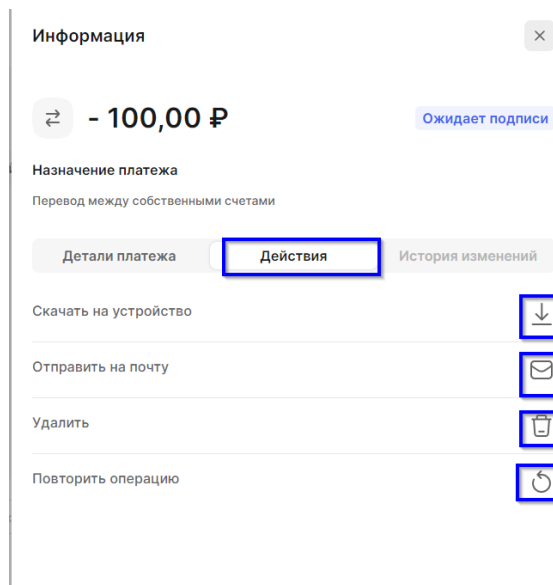 Информация
- 100,00 ₽
Ожидает подписи
Назначение платежа
Перевод между собственными счетами
Детали платежа
Действия
История изменений
Скачать на устройство
Отправить на почту
Удалить
Повторить операцию